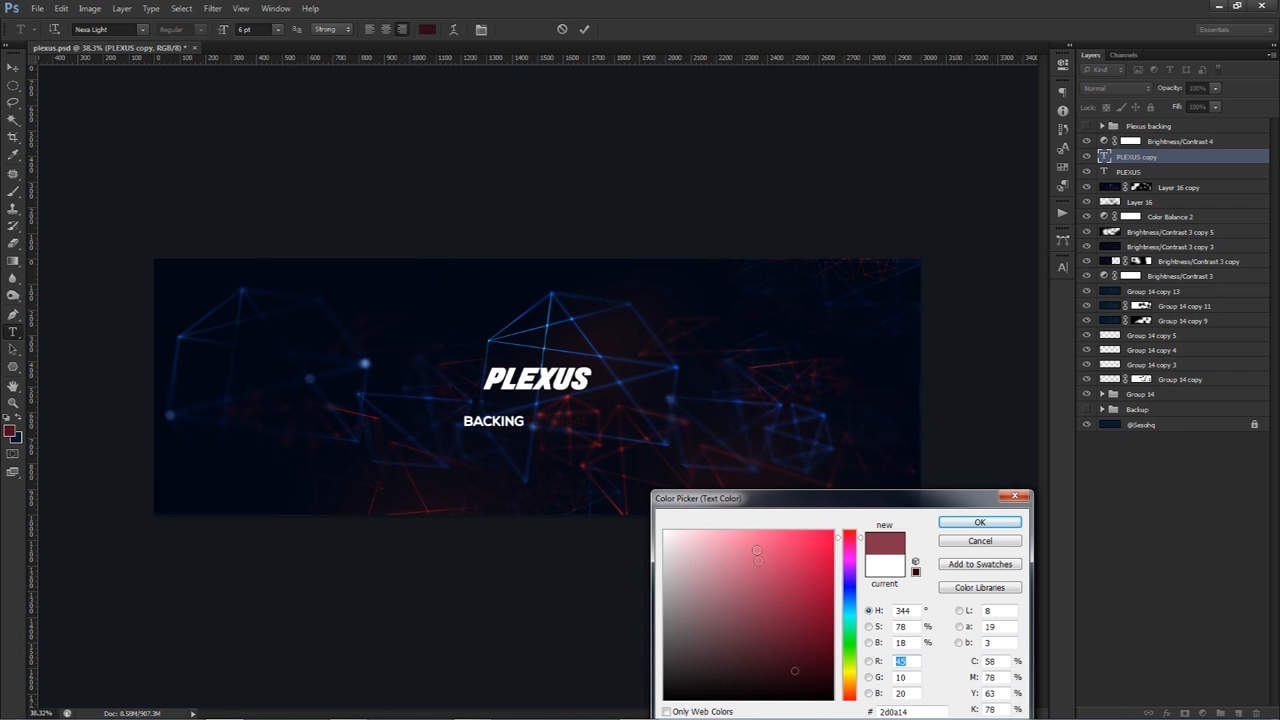 Ps File Edit Image Layer Type Select Filter View Window Help
T Nexa Light Regular 6 pt aa Strong Essentials
plexus.psd @ 38.3% (PLEXUS copy, RGB/8) *
Layers Channels
Kind
Normal Opacity: 100%
Lock: Fill: 100%
Plexus backing
Brightness/Contrast 4
T PLEXUS copy
T PLEXUS
Layer 16 copy
Layer 16
Color Balance 2
Brightness/Contrast 3 copy 5
Brightness/Contrast 3 copy 3
Brightness/Contrast 3 copy
Brightness/Contrast 3
Group 14 copy 13
Group 14 copy 11
Group 14 copy 9
Group 14 copy 5
Group 14 copy 4
Group 14 copy 3
Group 14 copy
Group 14
Backup
@Sesohq
PLEXUS
BACKING
Color Picker (Text Color)
new
current
OK
Cancel
Add to Swatches
Color Libraries
H: 344 ° L: 8
S: 78 % a: 19
B: 18 % b: 3
R: 45 C: 58 %
G: 10 M: 78 %
B: 20 Y: 63 %
# 2d0a14 K: 78 %
Only Web Colors
38.32% Doc: 8.58M/907.3M